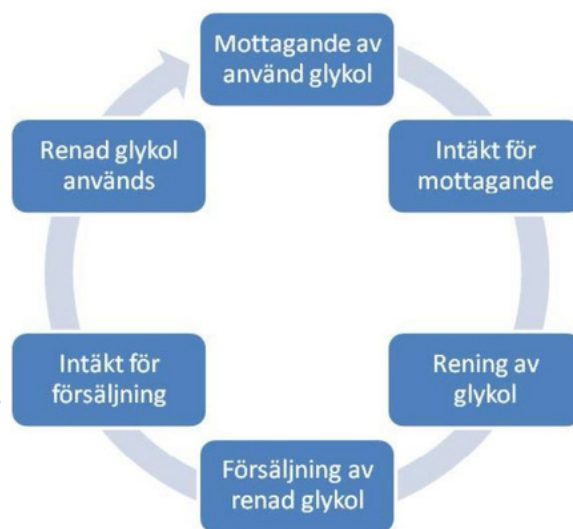 Mottagande av
använd glykol
Intäkt för
mottagande
Rening av
glykol
Försäljning av
renad glykol
Intäkt för
försäljning
Renad glykol
används